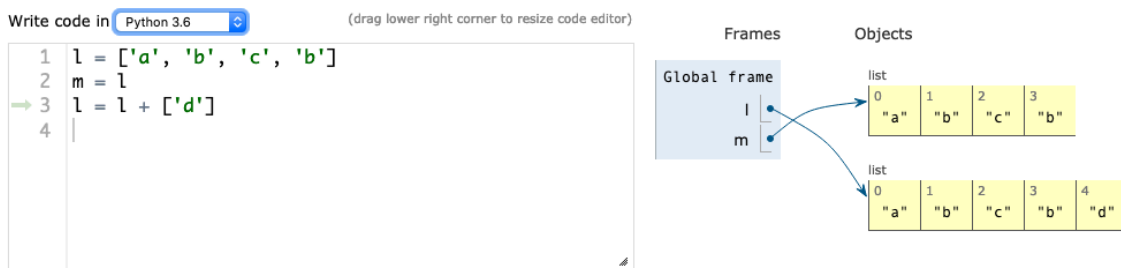 Write code in Python 3.6 (drag lower right corner to resize code editor)
1 l = ['a', 'b', 'c', 'b']
2 m = l
3 l = l + ['d']
4
Frames Objects
Global frame
l
m
list
0 1 2 3
"a" "b" "c" "b"
list
0 1 2 3 4
"a" "b" "c" "b" "d"